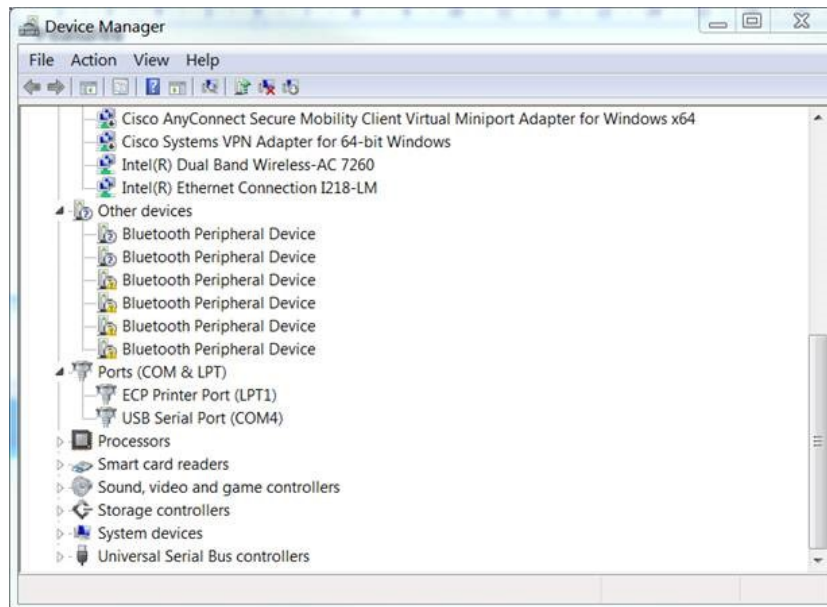 Device Manager
File Action View Help
Cisco AnyConnect Secure Mobility Client Virtual Miniport Adapter for Windows x64
Cisco Systems VPN Adapter for 64-bit Windows
Intel(R) Dual Band Wireless-AC 7260
Intel(R) Ethernet Connection I218-LM
Other devices
Bluetooth Peripheral Device
Bluetooth Peripheral Device
Bluetooth Peripheral Device
Bluetooth Peripheral Device
Bluetooth Peripheral Device
Bluetooth Peripheral Device
Ports (COM & LPT)
ECP Printer Port (LPT1)
USB Serial Port (COM4)
Processors
Smart card readers
Sound, video and game controllers
Storage controllers
System devices
Universal Serial Bus controllers